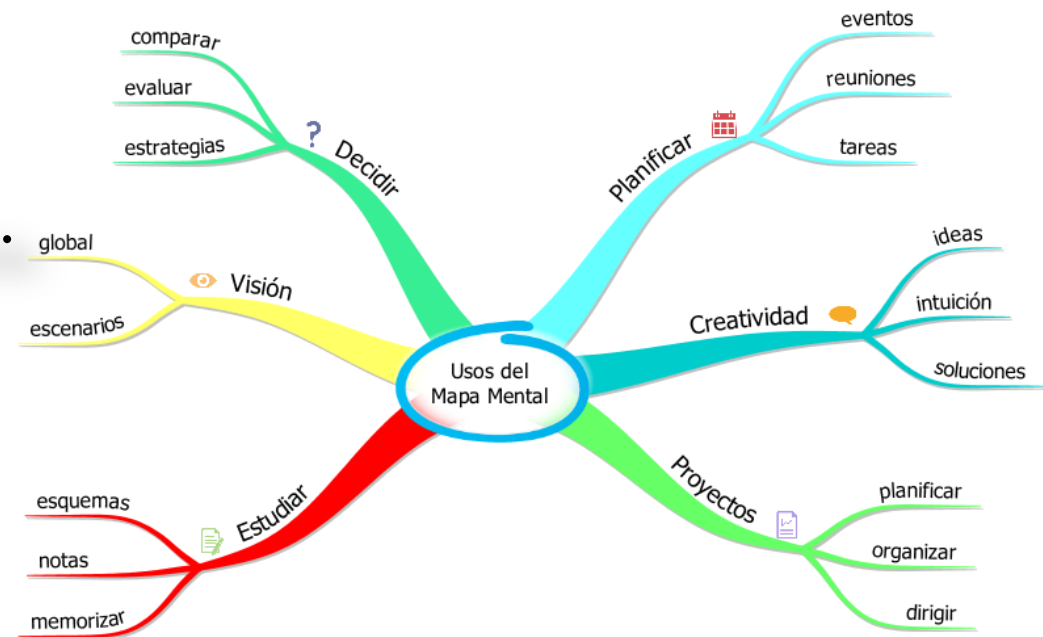 Usos del
Mapa Mental
Planificar
eventos
reuniones
tareas
Creatividad
ideas
intuición
soluciones
Proyectos
planificar
organizar
dirigir
Estudiar
esquemas
notas
memorizar
Visión
global
escenarios
Decidir
comparar
evaluar
estrategias